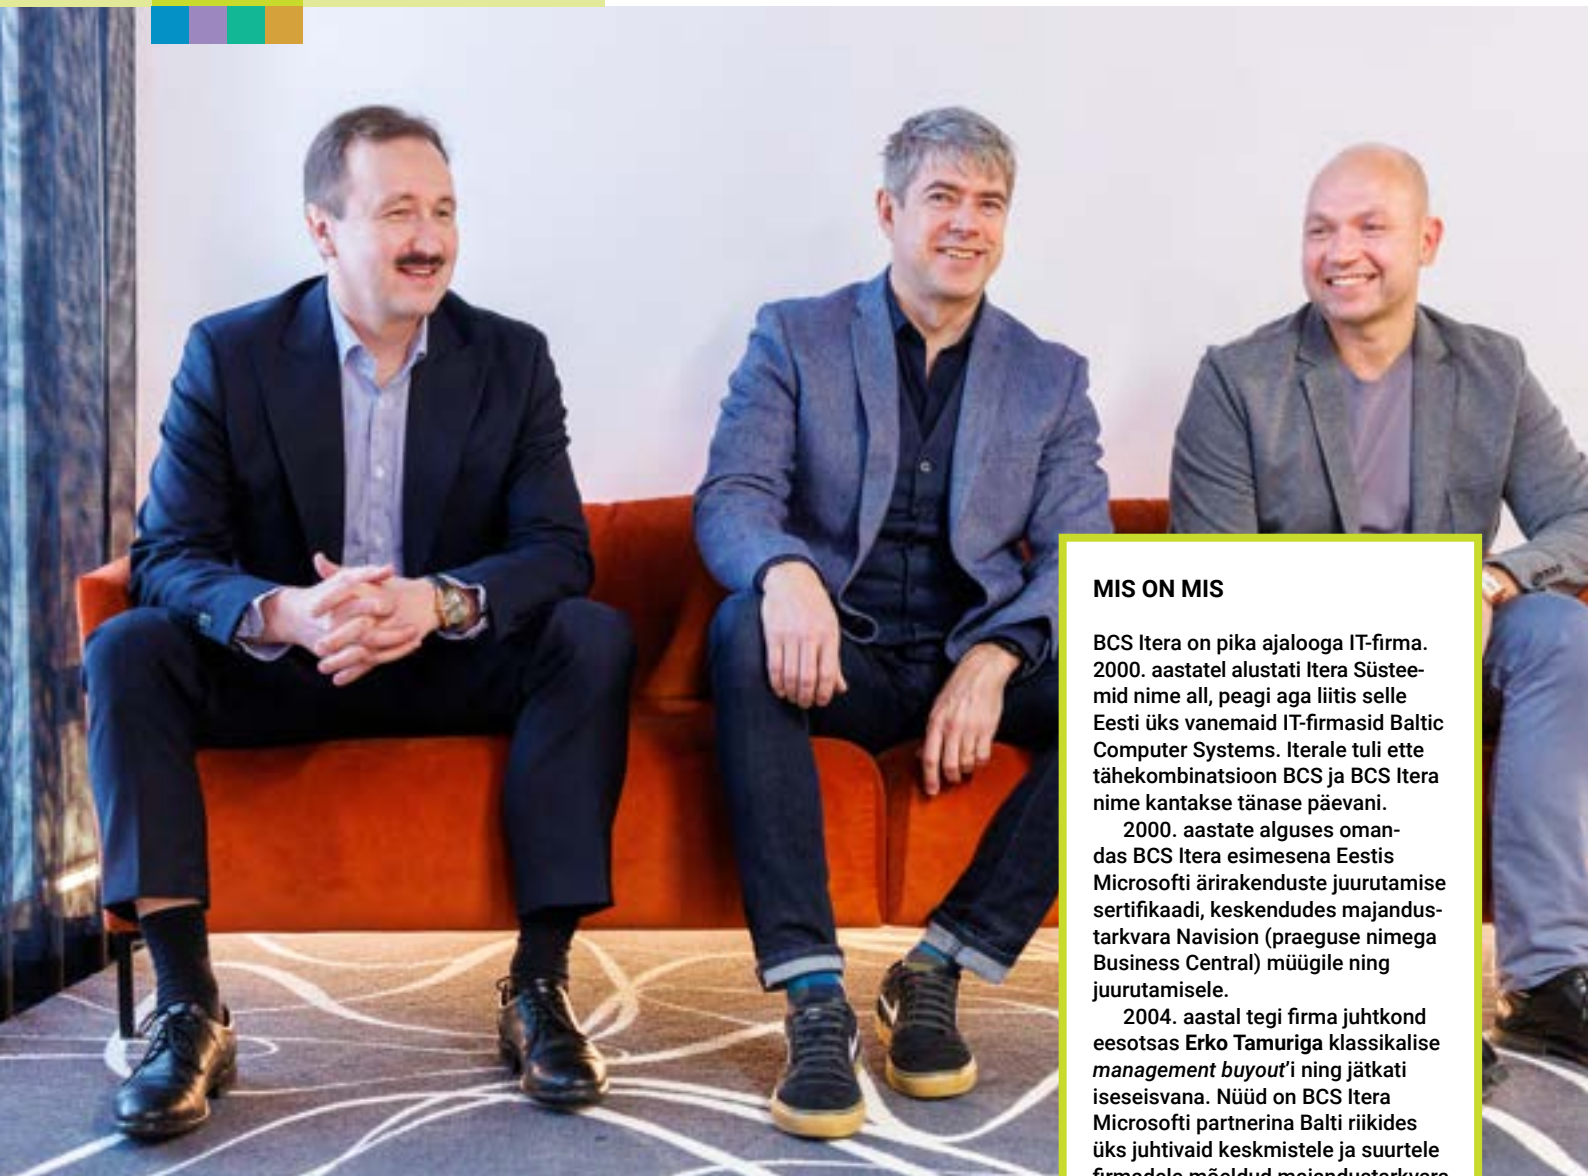 MIS ON MIS
BCS Itera on pika ajalooga IT-firma.
2000. aastatel alustati Itera Süstee-
mid nime all, peagi aga liitis selle
Eesti üks vanemaid IT-firmasid Baltic
Computer Systems. Iterale tuli ette
tähekombinatsioon BCS ja BCS Itera
nime kantakse tänase päevani.
2000. aastate alguses oman-
das BCS Itera esimesena Eestis
Microsofti ärirakenduste juurutamise
sertifikaadi, keskendudes majandus-
tarkvara Navision (praeguse nimega
Business Central) müügile ning
juurutamisele.
2004. aastal tegi firma juhtkond
eesotsas Erko Tamuriga klassikalise
management buyout'i ning jätkati
iseseisvana. Nüüd on BCS Itera
Microsofti partnerina Balti riikides
üks juhtivaid keskmistele ja suurtele
firmadele mõeldud majandustarkvara